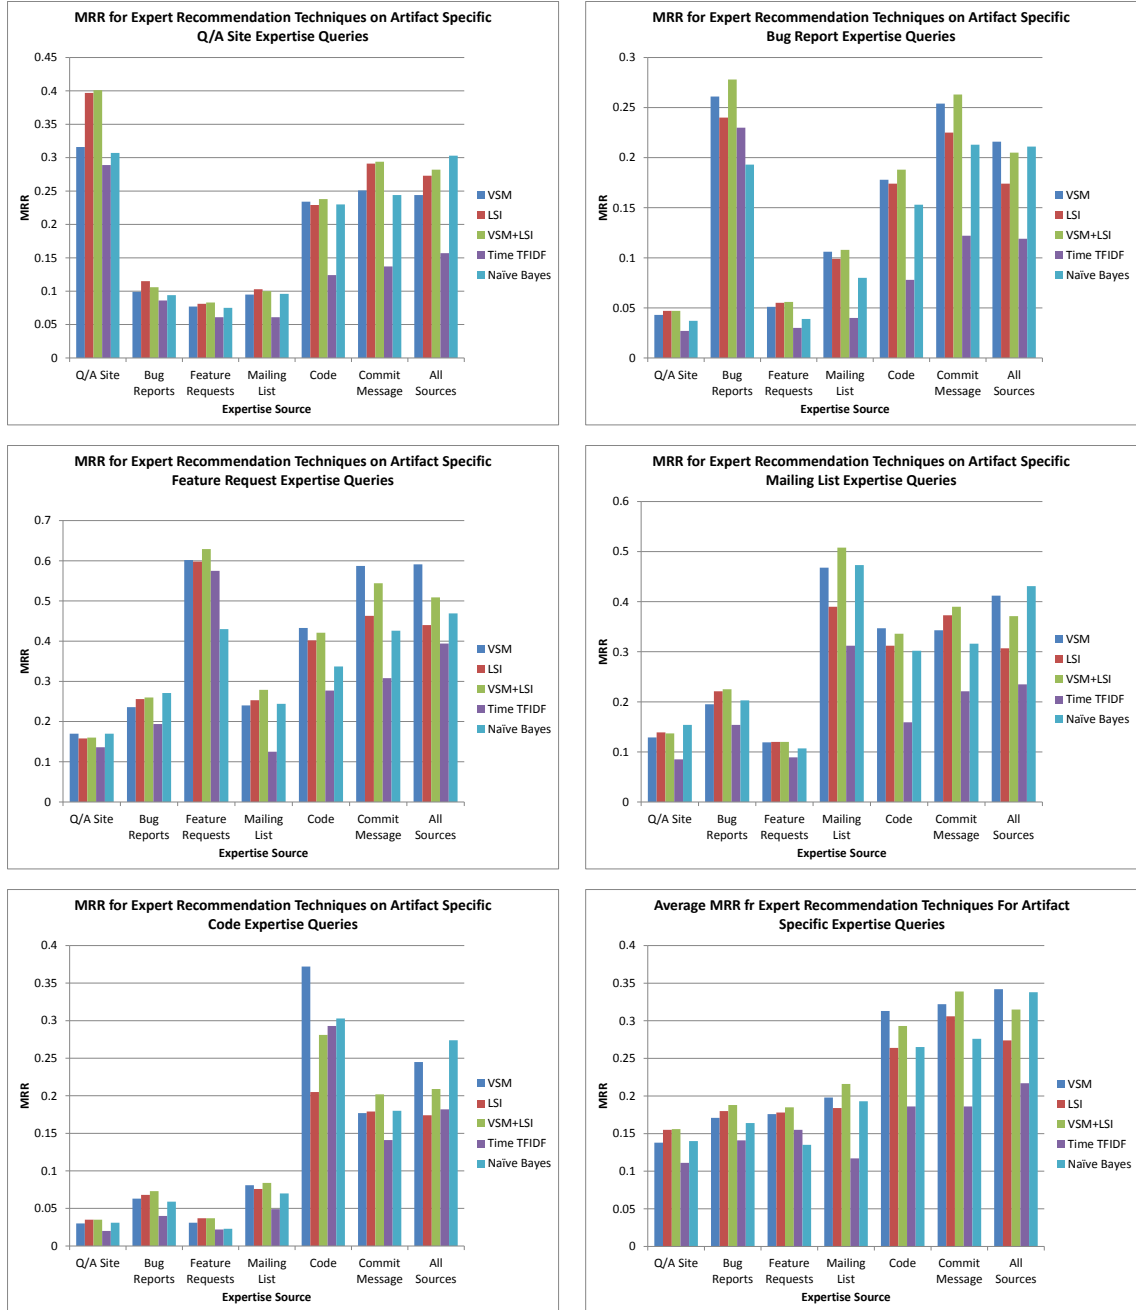 MRR for Expert Recommendation Techniques on Artifact Specific
Q/A Site Expertise Queries
0.45
0.4
0.35
0.3
0.25
0.2
0.15
0.1
0.05
0
MRR
Q/A Site
Bug
Reports
Feature
Requests
Mailing
List
Code
Commit
Message
All
Sources
Expertise Source
VSM
LSI
VSM+LSI
Time TFIDF
Naïve Bayes
MRR for Expert Recommendation Techniques on Artifact Specific
Bug Report Expertise Queries
0.3
0.25
0.2
0.15
0.1
0.05
0
MRR
Q/A Site
Bug
Reports
Feature
Requests
Mailing
List
Code
Commit
Message
All
Sources
Expertise Source
VSM
LSI
VSM+LSI
Time TFIDF
Naïve Bayes
MRR for Expert Recommendation Techniques on Artifact Specific
Feature Request Expertise Queries
0.7
0.6
0.5
0.4
0.3
0.2
0.1
0
MRR
Q/A Site
Bug
Reports
Feature
Requests
Mailing
List
Code
Commit
Message
All
Sources
Expertise Source
VSM
LSI
VSM+LSI
Time TFIDF
Naïve Bayes
MRR for Expert Recommendation Techniques on Artifact Specific
Mailing List Expertise Queries
0.6
0.5
0.4
0.3
0.2
0.1
0
MRR
Q/A Site
Bug
Reports
Feature
Requests
Mailing
List
Code
Commit
Message
All
Sources
Expertise Source
VSM
LSI
VSM+LSI
Time TFIDF
Naïve Bayes
MRR for Expert Recommendation Techniques on Artifact Specific
Code Expertise Queries
0.4
0.35
0.3
0.25
0.2
0.15
0.1
0.05
0
MRR
Q/A Site
Bug
Reports
Feature
Requests
Mailing
List
Code
Commit
Message
All
Sources
Expertise Source
VSM
LSI
VSM+LSI
Time TFIDF
Naïve Bayes
Average MRR fr Expert Recommendation Techniques For Artifact
Specific Expertise Queries
0.4
0.35
0.3
0.25
0.2
0.15
0.1
0.05
0
MRR
Q/A Site
Bug
Reports
Feature
Requests
Mailing
List
Code
Commit
Message
All
Sources
Expertise Source
VSM
LSI
VSM+LSI
Time TFIDF
Naïve Bayes